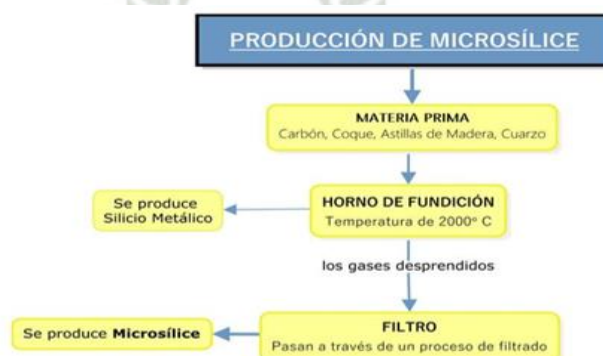 PRODUCCIÓN DE MICROSÍLICE
MATERIA PRIMA
Carbón, Coque, Astillas de Madera, Cuarzo
Se produce
Silicio Metálico
HORNO DE FUNDICIÓN
Temperatura de 2000º C
los gases desprendidos
Se produce Microsílice
FILTRO
Pasan a través de un proceso de filtrado